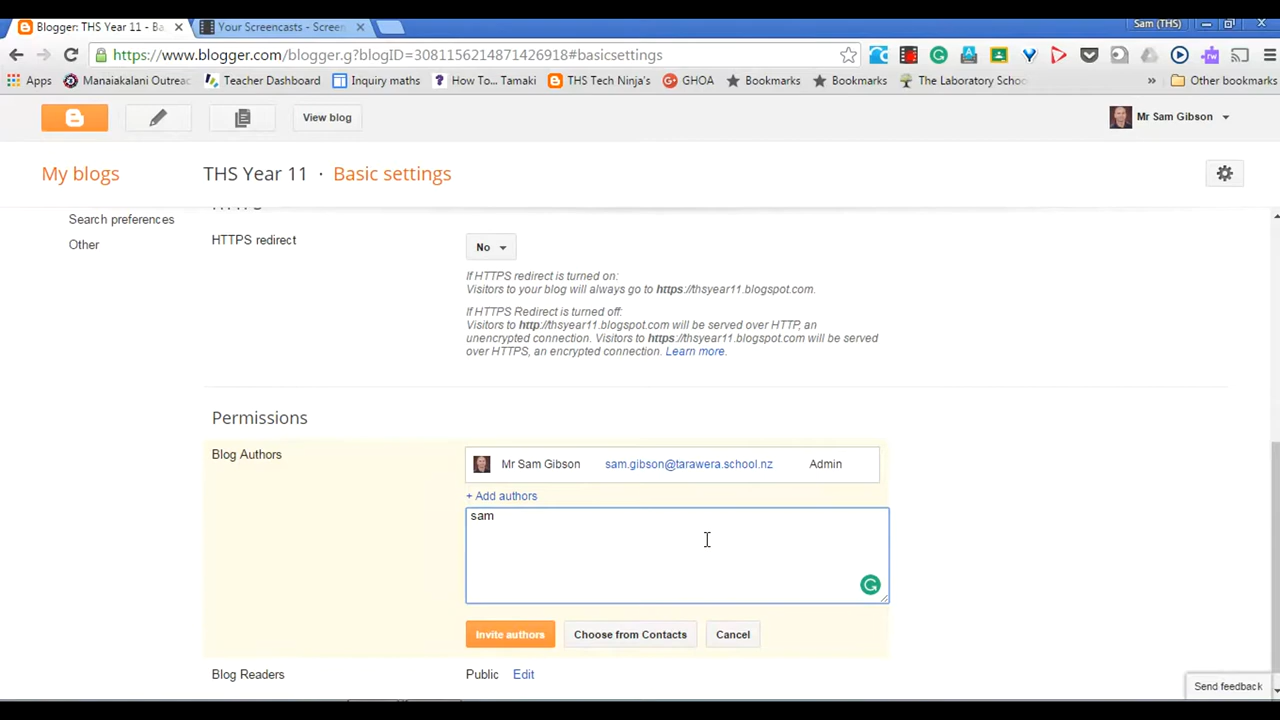 Blogger: THS Year 11 - Ba
Your Screencasts - Screen
Sam (THS)
https://www.blogger.com/blogger.g?blogID=3081156214871426918#basicsettings
Apps
Manaiakalani Outreac
Teacher Dashboard
Inquiry maths
How To... Tamaki
THS Tech Ninja's
GHOA
Bookmarks
Bookmarks
The Laboratory Schoo
»
Other bookmarks
View blog
Mr Sam Gibson
My blogs
THS Year 11 · Basic settings
Search preferences
Other
HTTPS redirect
No
If HTTPS redirect is turned on:
Visitors to your blog will always go to https://thsyear11.blogspot.com.
If HTTPS Redirect is turned off:
Visitors to http://thsyear11.blogspot.com will be served over HTTP, an
unencrypted connection. Visitors to https://thsyear11.blogspot.com will be served
over HTTPS, an encrypted connection. Learn more.
Permissions
Blog Authors
Mr Sam Gibson sam.gibson@tarawera.school.nz Admin
+ Add authors
sam
Invite authors
Choose from Contacts
Cancel
Blog Readers
Public Edit
Send feedback